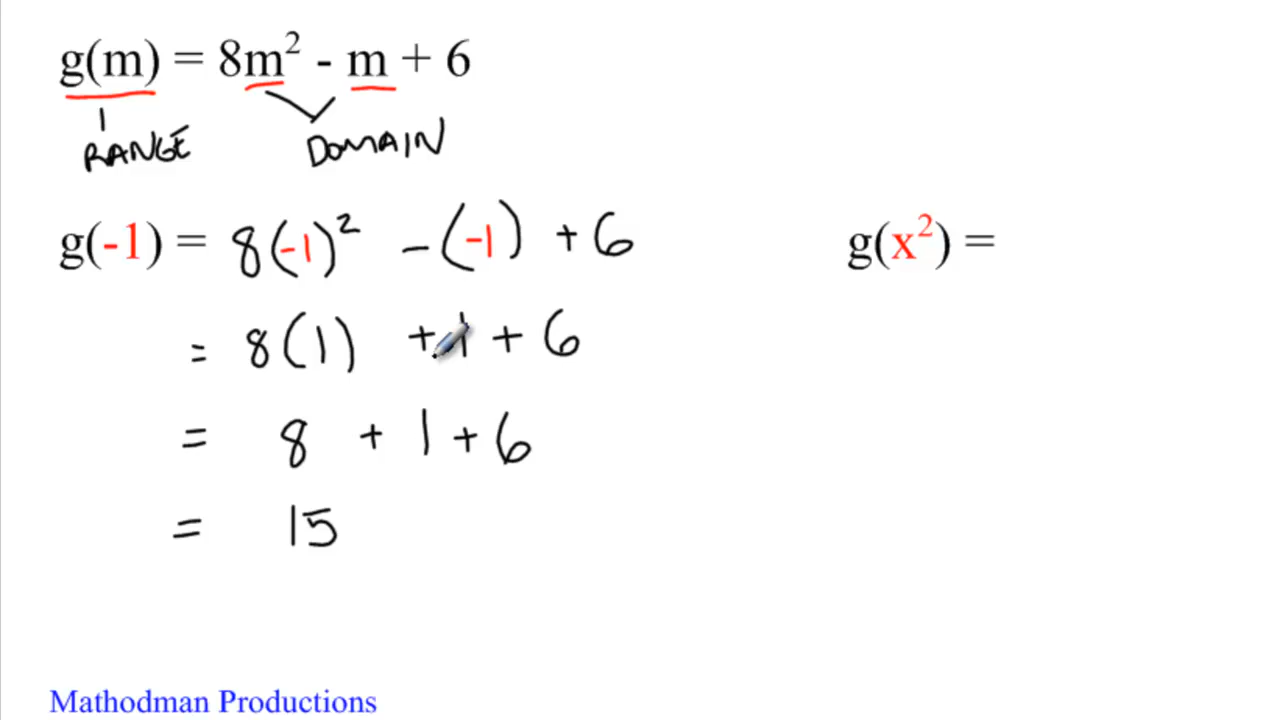 g(m) = 8m² - m + 6
RANGE DOMAIN
g(-1) = 8(-1)² -(-1) + 6
= 8(1) +1 + 6
= 8 + 1 + 6
= 15
g(x²) =
Mathodman Productions